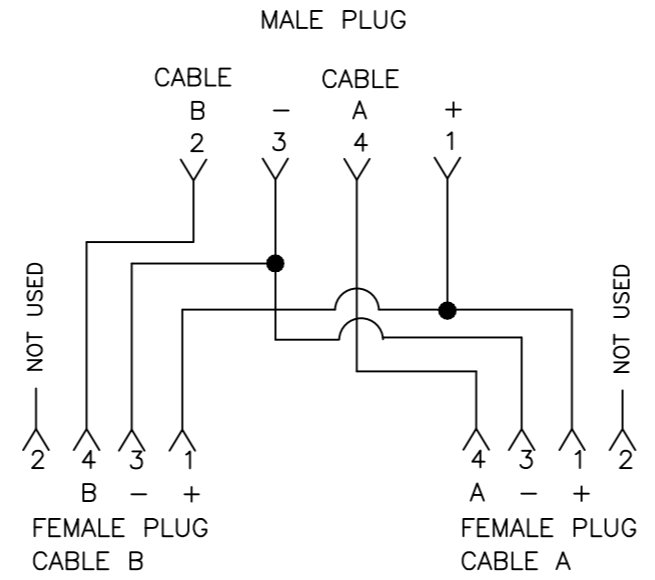 MALE PLUG
CABLE CABLE
B - A +
2 3 4 1
NOT USED
NOT USED
2 4 3 1
4 3 1 2
B - +
A - +
FEMALE PLUG
CABLE B
FEMALE PLUG
CABLE A